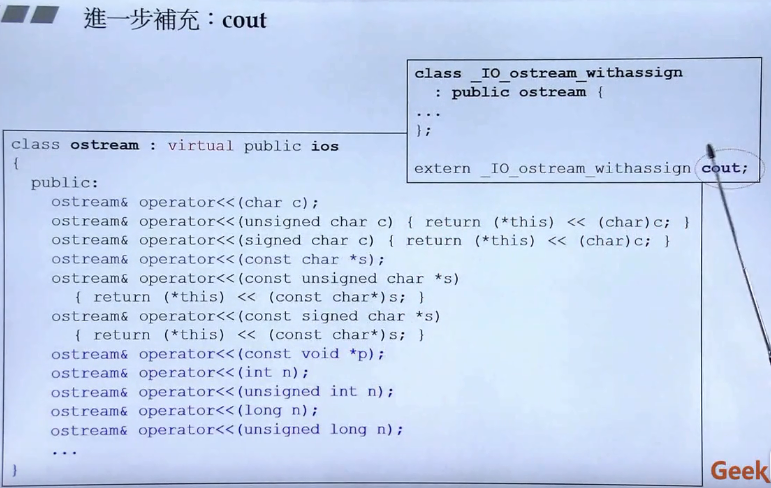 進一步補充：cout
class _IO_ostream_withassign
: public ostream {
...
};
extern _IO_ostream_withassign cout;
class ostream : virtual public ios
{
public:
ostream& operator<<(char c);
ostream& operator<<(unsigned char c) { return (*this) << (char)c; }
ostream& operator<<(signed char c) { return (*this) << (char)c; }
ostream& operator<<(const char *s);
ostream& operator<<(const unsigned char *s)
{ return (*this) << (const char*)s; }
ostream& operator<<(const signed char *s)
{ return (*this) << (const char*)s; }
ostream& operator<<(const void *p);
ostream& operator<<(int n);
ostream& operator<<(unsigned int n);
ostream& operator<<(long n);
ostream& operator<<(unsigned long n);
...
}
Geek